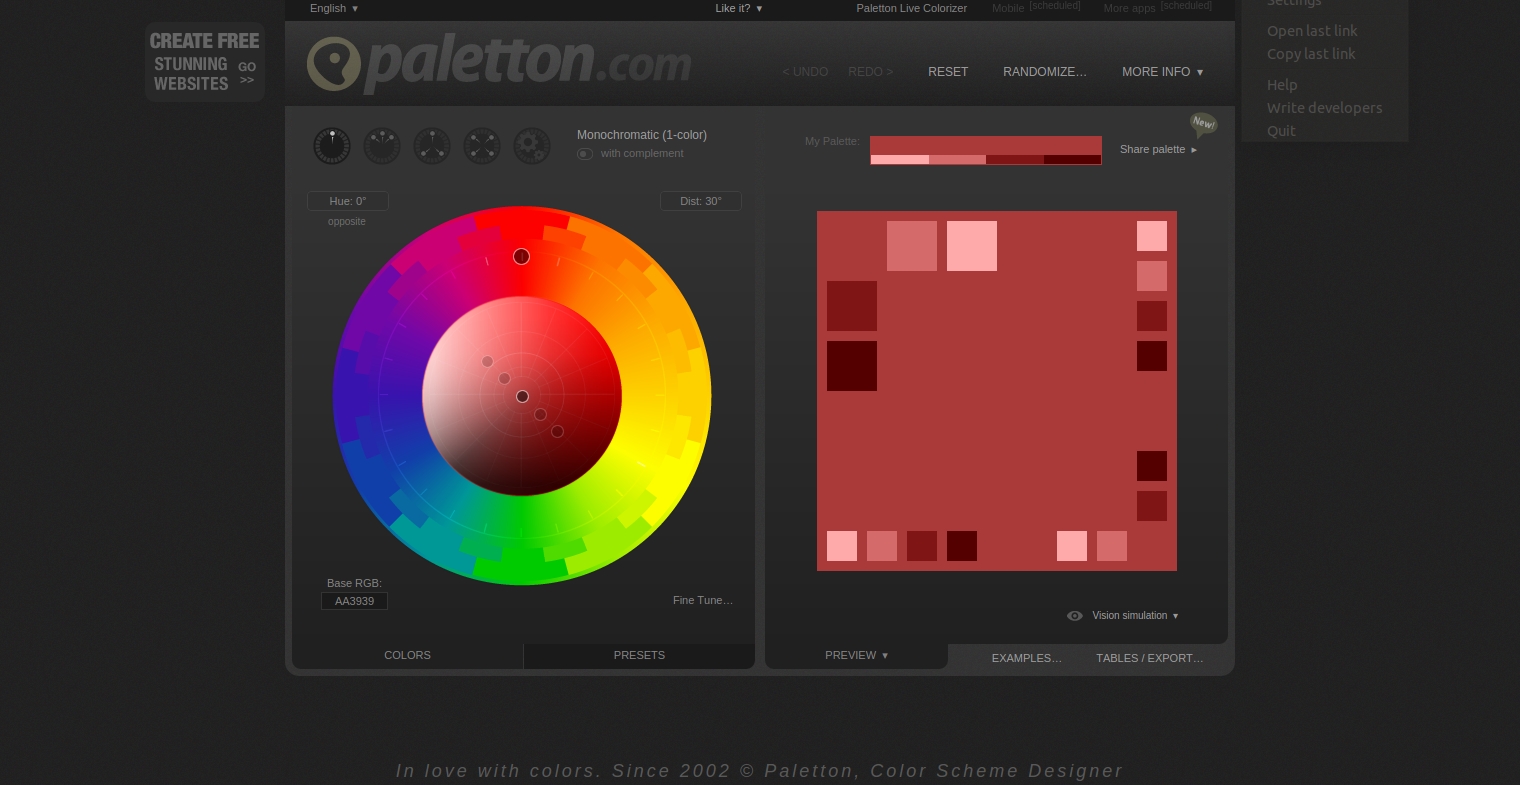 English ▾
Like it? ▾
Paletton Live Colorizer
Mobile [scheduled]
More apps [scheduled]
Settings
Open last link
Copy last link
Help
Write developers
Quit
CREATE FREE
STUNNING
WEBSITES
GO
>>
paletton.com
< UNDO
REDO >
RESET
RANDOMIZE…
MORE INFO ▾
Monochromatic (1-color)
with complement
My Palette:
New!
Share palette ▸
Hue: 0°
opposite
Dist: 30°
Base RGB:
AA3939
Fine Tune…
Vision simulation ▾
COLORS
PRESETS
PREVIEW ▾
EXAMPLES…
TABLES / EXPORT…
In love with colors. Since 2002 © Paletton, Color Scheme Designer